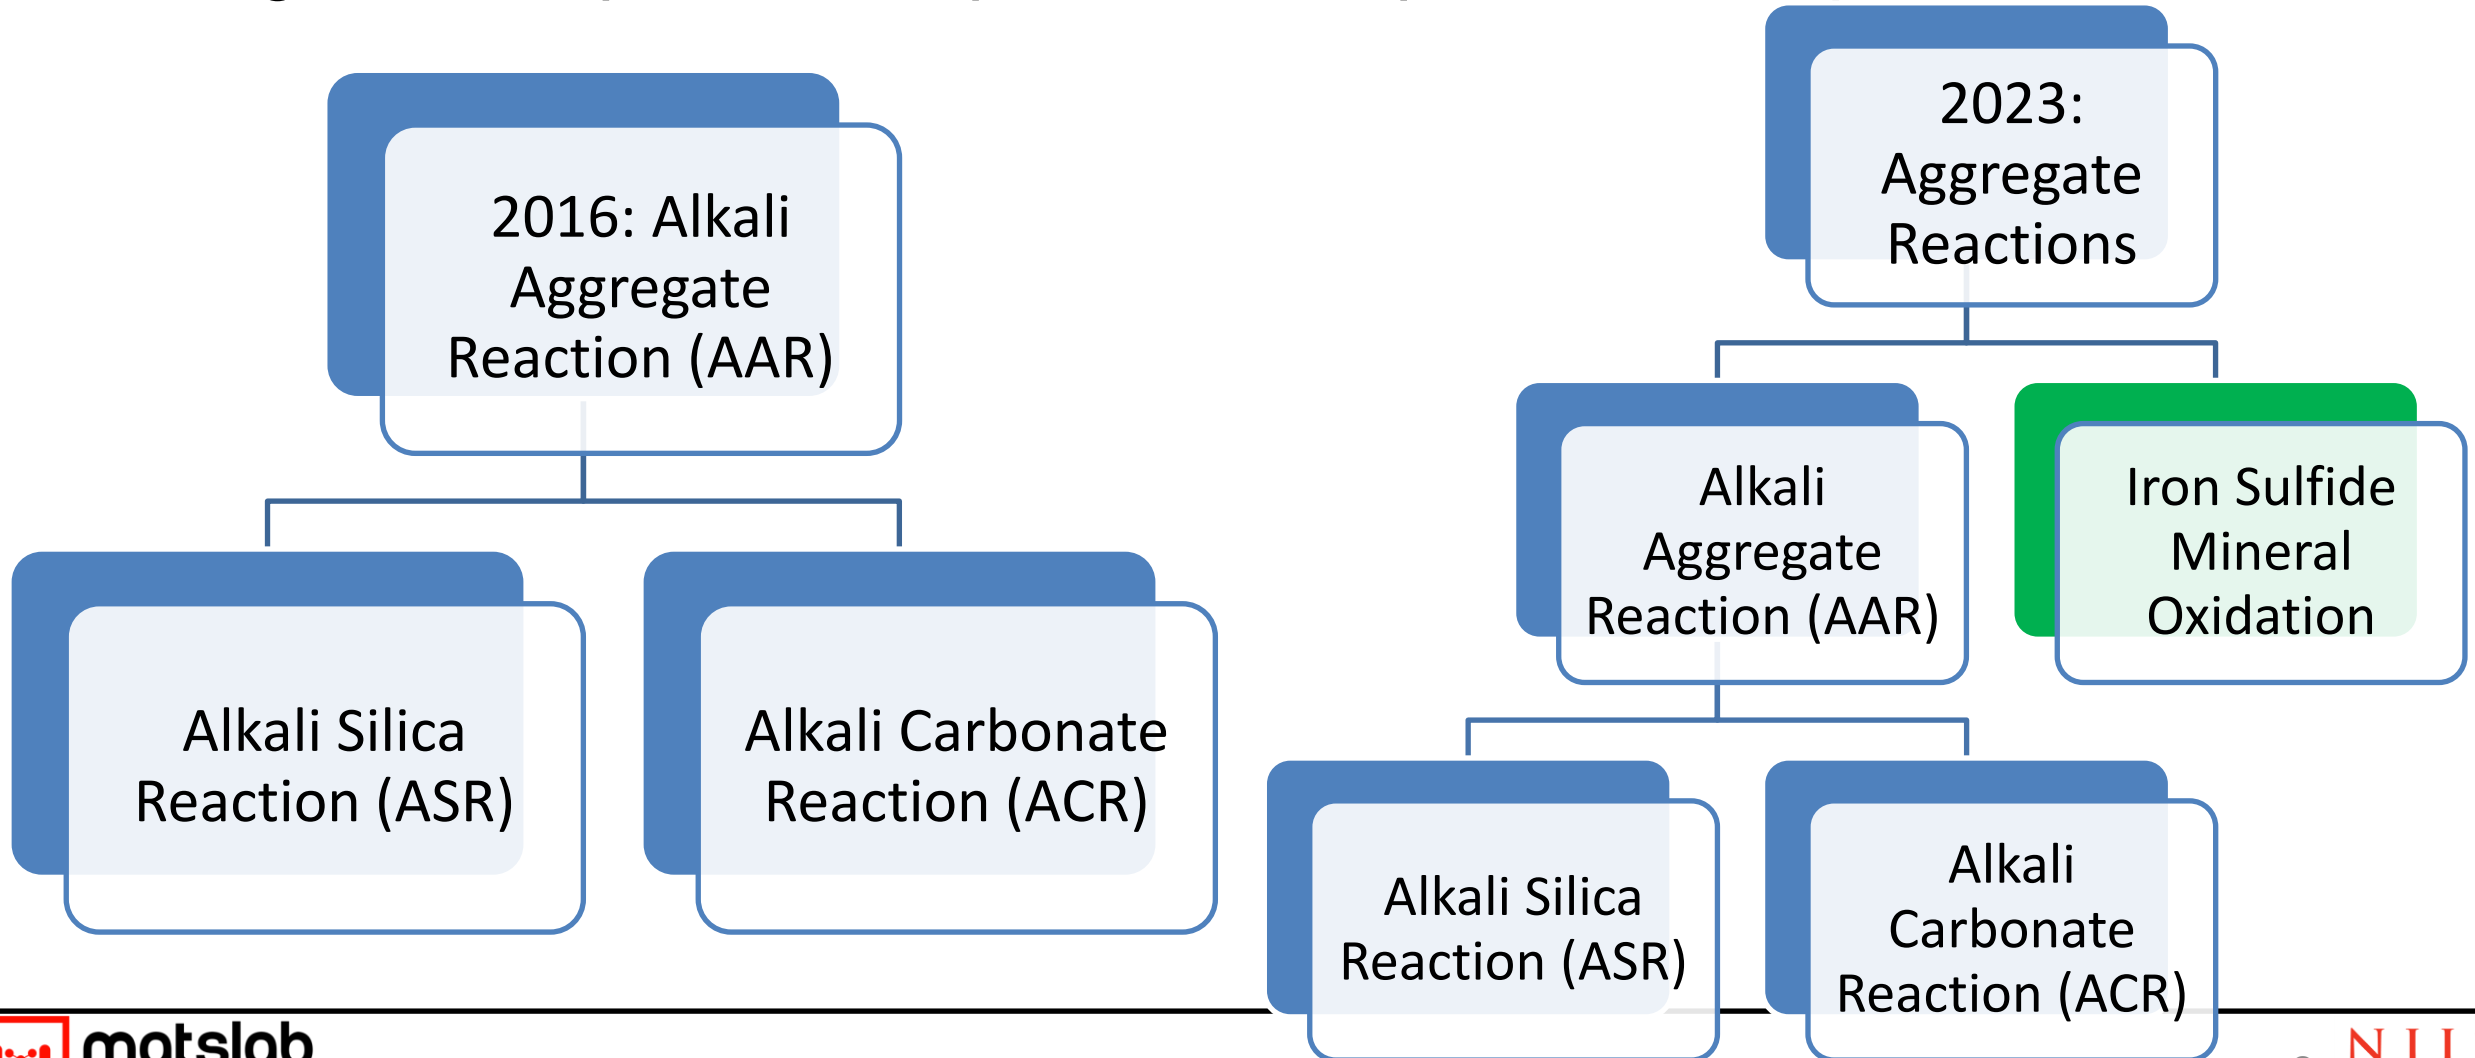 2016: Alkali
Aggregate
Reaction (AAR)
Alkali Silica
Reaction (ASR)
Alkali Carbonate
Reaction (ACR)
2023:
Aggregate
Reactions
Alkali
Aggregate
Reaction (AAR)
Iron Sulfide
Mineral
Oxidation
Alkali Silica
Reaction (ASR)
Alkali
Carbonate
Reaction (ACR)
matslab